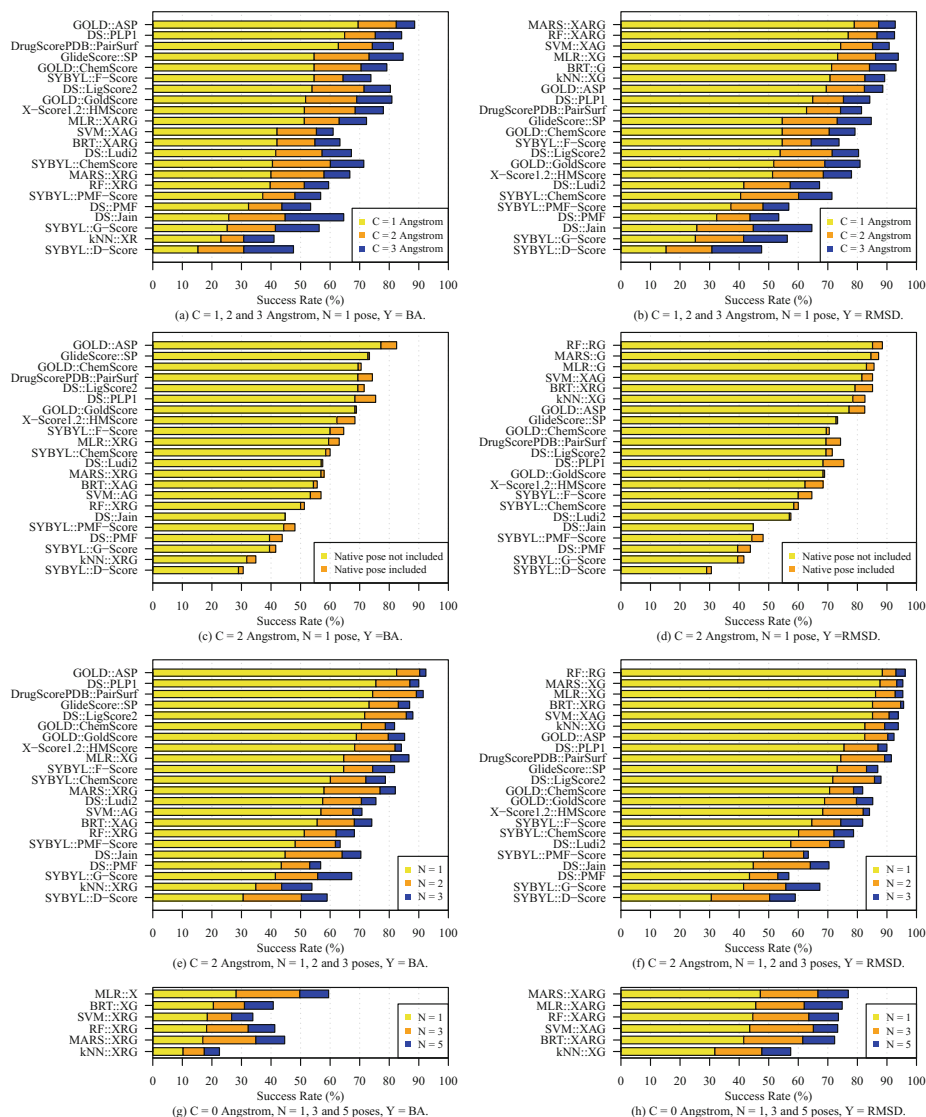 GOLD::ASP
DS::PLP1
DrugScorePDB::PairSurf
GlideScore::SP
GOLD::ChemScore
SYBYL::F−Score
DS::LigScore2
GOLD::GoldScore
X−Score1.2::HMScore
MLR::XARG
SVM::XAG
BRT::XARG
DS::Ludi2
SYBYL::ChemScore
MARS::XRG
RF::XRG
SYBYL::PMF−Score
DS::PMF
DS::Jain
SYBYL::G−Score
kNN::XR
SYBYL::D−Score
C = 1 Angstrom
C = 2 Angstrom
C = 3 Angstrom
0 10 20 30 40 50 60 70 80 90 100
Success Rate (%)
(a) C = 1, 2 and 3 Angstrom, N = 1 pose, Y = BA.
MARS::XARG
RF::XARG
SVM::XAG
MLR::XG
BRT::G
kNN::XG
GOLD::ASP
DS::PLP1
DrugScorePDB::PairSurf
GlideScore::SP
GOLD::ChemScore
SYBYL::F−Score
DS::LigScore2
GOLD::GoldScore
X−Score1.2::HMScore
DS::Ludi2
SYBYL::ChemScore
SYBYL::PMF−Score
DS::PMF
DS::Jain
SYBYL::G−Score
SYBYL::D−Score
C = 1 Angstrom
C = 2 Angstrom
C = 3 Angstrom
0 10 20 30 40 50 60 70 80 90 100
Success Rate (%)
(b) C = 1, 2 and 3 Angstrom, N = 1 pose, Y = RMSD.
GOLD::ASP
GlideScore::SP
GOLD::ChemScore
DrugScorePDB::PairSurf
DS::LigScore2
DS::PLP1
GOLD::GoldScore
X−Score1.2::HMScore
SYBYL::F−Score
MLR::XRG
SYBYL::ChemScore
DS::Ludi2
MARS::XRG
BRT::XAG
SVM::AG
RF::XRG
DS::Jain
SYBYL::PMF−Score
DS::PMF
SYBYL::G−Score
kNN::XRG
SYBYL::D−Score
Native pose not included
Native pose included
0 10 20 30 40 50 60 70 80 90 100
Success Rate (%)
(c) C = 2 Angstrom, N = 1 pose, Y =BA.
RF::RG
MARS::G
MLR::G
SVM::XAG
BRT::XRG
kNN::XG
GOLD::ASP
GlideScore::SP
GOLD::ChemScore
DrugScorePDB::PairSurf
DS::LigScore2
DS::PLP1
GOLD::GoldScore
X−Score1.2::HMScore
SYBYL::F−Score
SYBYL::ChemScore
DS::Ludi2
DS::Jain
SYBYL::PMF−Score
DS::PMF
SYBYL::G−Score
SYBYL::D−Score
Native pose not included
Native pose included
0 10 20 30 40 50 60 70 80 90 100
Success Rate (%)
(d) C = 2 Angstrom, N = 1 pose, Y =RMSD.
GOLD::ASP
DS::PLP1
DrugScorePDB::PairSurf
GlideScore::SP
DS::LigScore2
GOLD::ChemScore
GOLD::GoldScore
X−Score1.2::HMScore
MLR::XG
SYBYL::F−Score
SYBYL::ChemScore
MARS::XRG
DS::Ludi2
SVM::AG
BRT::XAG
RF::XRG
SYBYL::PMF−Score
DS::Jain
DS::PMF
SYBYL::G−Score
kNN::XRG
SYBYL::D−Score
N = 1
N = 2
N = 3
0 10 20 30 40 50 60 70 80 90 100
Success Rate (%)
(e) C = 2 Angstrom, N = 1, 2 and 3 poses, Y = BA.
RF::RG
MARS::XG
MLR::XG
BRT::XRG
SVM::XAG
kNN::XG
GOLD::ASP
DS::PLP1
DrugScorePDB::PairSurf
GlideScore::SP
DS::LigScore2
GOLD::ChemScore
GOLD::GoldScore
X−Score1.2::HMScore
SYBYL::F−Score
SYBYL::ChemScore
DS::Ludi2
SYBYL::PMF−Score
DS::Jain
DS::PMF
SYBYL::G−Score
SYBYL::D−Score
N = 1
N = 2
N = 3
0 10 20 30 40 50 60 70 80 90 100
Success Rate (%)
(f) C = 2 Angstrom, N = 1, 2 and 3 poses, Y = RMSD.
MLR::X
BRT::XG
SVM::XRG
RF::XRG
MARS::XRG
kNN::XRG
N = 1
N = 3
N = 5
0 10 20 30 40 50 60 70 80 90 100
Success Rate (%)
(g) C = 0 Angstrom, N = 1, 3 and 5 poses, Y = BA.
MARS::XARG
MLR::XARG
RF::XARG
SVM::XAG
BRT::XARG
kNN::XG
N = 1
N = 3
N = 5
0 10 20 30 40 50 60 70 80 90 100
Success Rate (%)
(h) C = 0 Angstrom, N = 1, 3 and 5 poses, Y = RMSD.